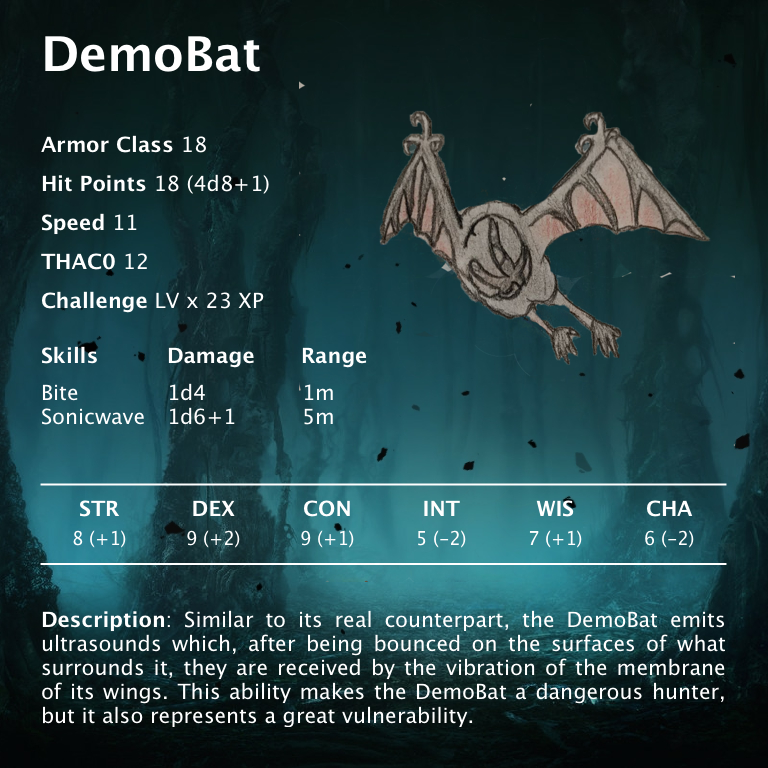 DemoBat
Armor Class 18
Hit Points 18 (4d8+1)
Speed 11
THAC0 12
Challenge LV x 23 XP
Skills Damage Range
Bite 1d4 1m
Sonicwave 1d6+1 5m
STR DEX CON INT WIS CHA
8 (+1) 9 (+2) 9 (+1) 5 (-2) 7 (+1) 6 (-2)
Description: Similar to its real counterpart, the DemoBat emits
ultrasounds which, after being bounced on the surfaces of what
surrounds it, they are received by the vibration of the membrane
of its wings. This ability makes the DemoBat a dangerous hunter,
but it also represents a great vulnerability.